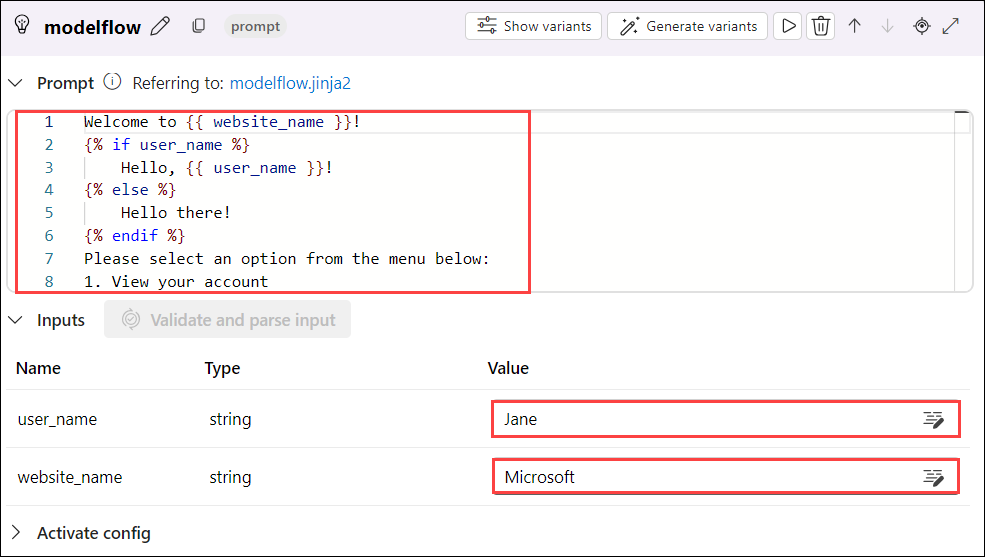 modelflow prompt Show variants Generate variants
Prompt Referring to: modelflow.jinja2
1 Welcome to {{ website_name }}!
2 {% if user_name %}
3     Hello, {{ user_name }}!
4 {% else %}
5     Hello there!
6 {% endif %}
7 Please select an option from the menu below:
8 1. View your account
Inputs Validate and parse input
Name Type Value
user_name string Jane
website_name string Microsoft
Activate config